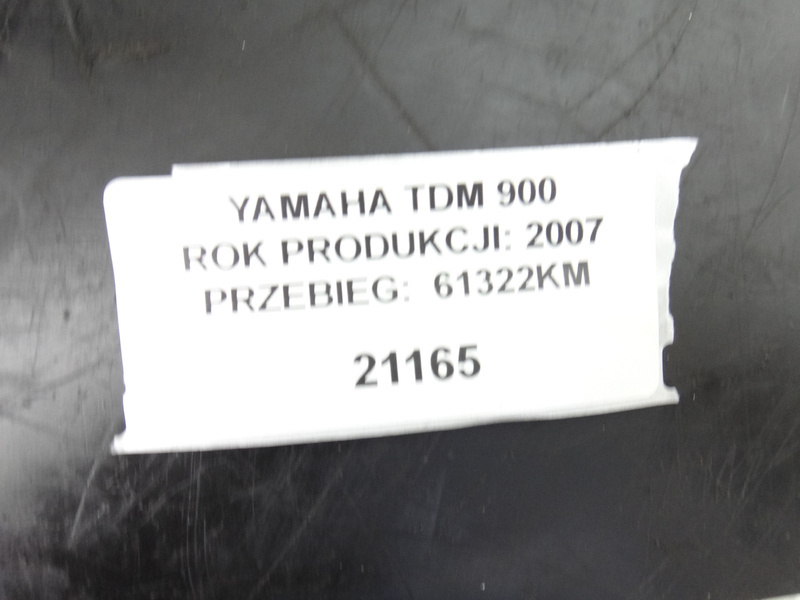 YAMAHA TDM 900
ROK PRODUKCJI: 2007
PRZEBIEG: 61322KM
21165